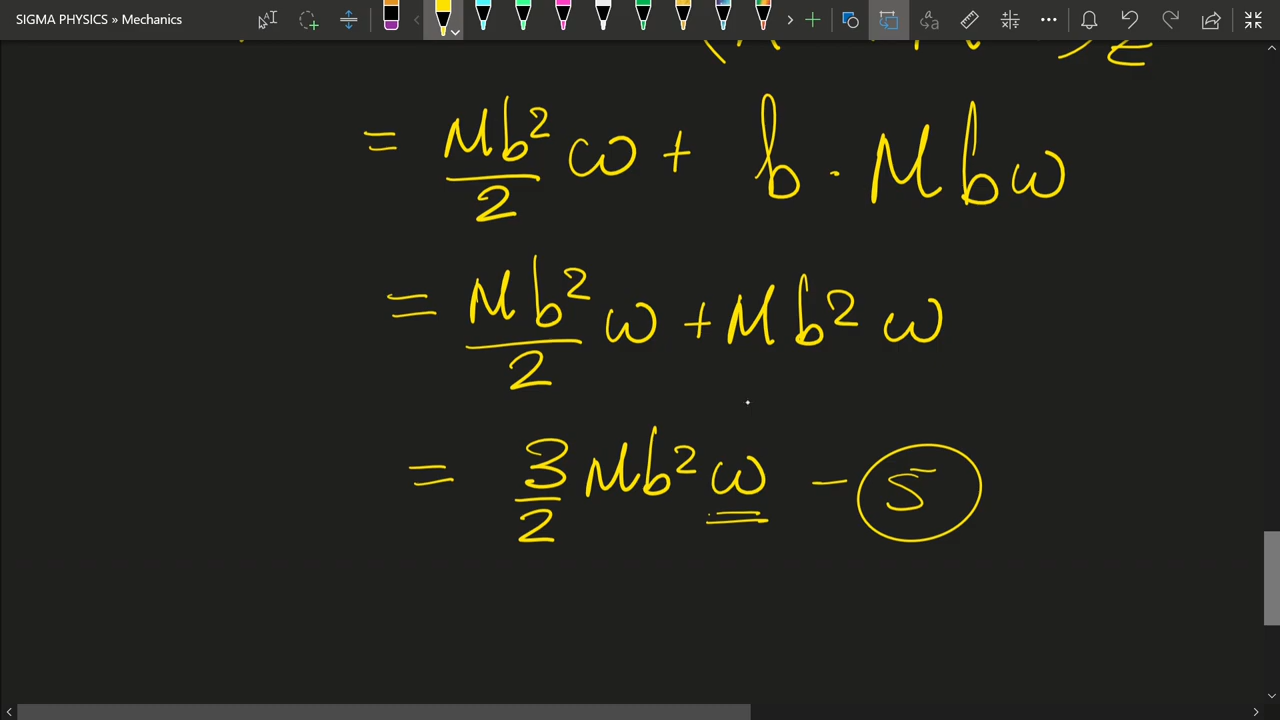 SIGMA PHYSICS » Mechanics
= Mb²/2 ω + b · Mbω
= Mb²/2 ω + Mb² ω
= 3/2 Mb² ω - 5